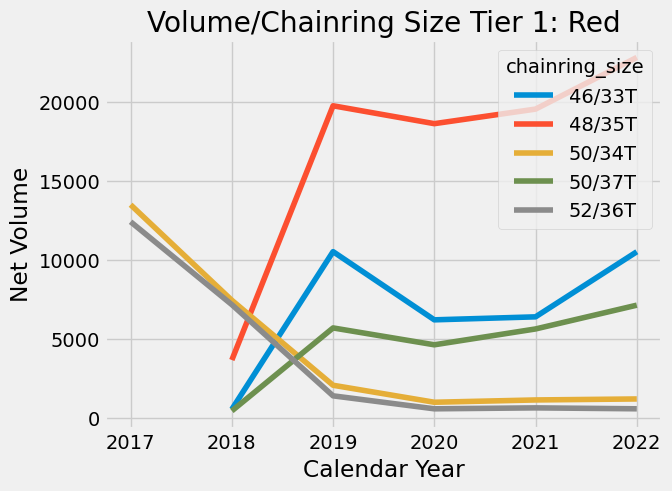 Volume/Chainring Size Tier 1: Red
chainring_size
46/33T
48/35T
50/34T
50/37T
52/36T
Net Volume
20000
15000
10000
5000
0
2017 2018 2019 2020 2021 2022
Calendar Year